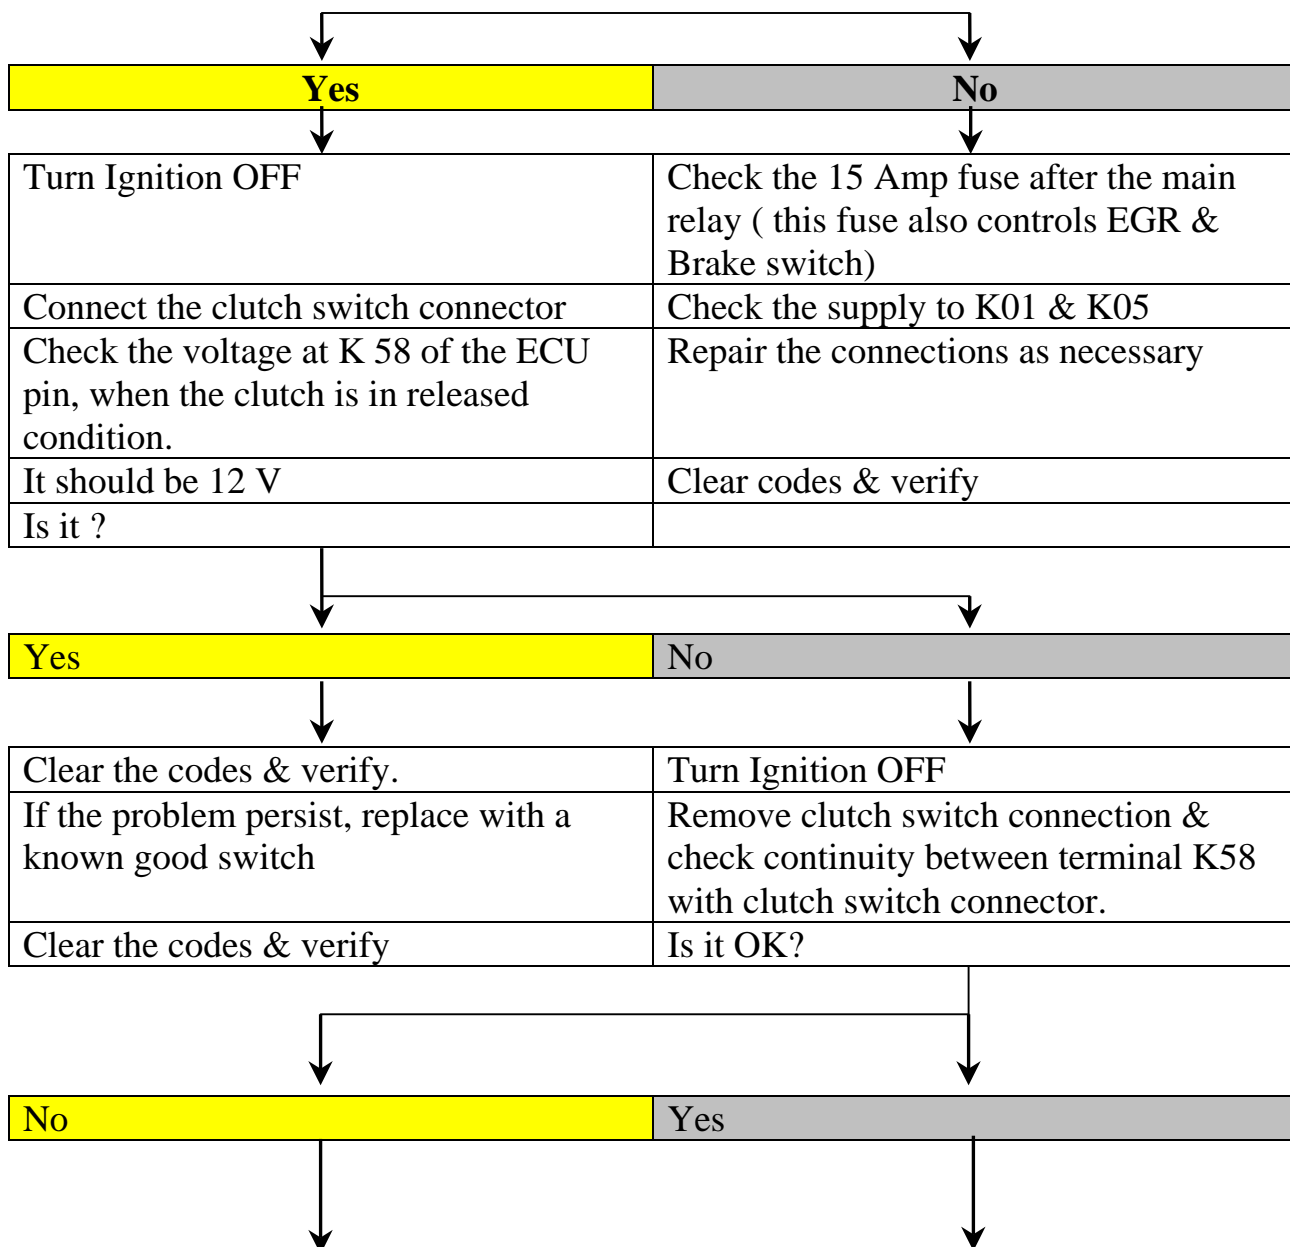 Yes
No
Turn Ignition OFF
Check the 15 Amp fuse after the main
relay ( this fuse also controls EGR &
Brake switch)
Connect the clutch switch connector
Check the supply to K01 & K05
Check the voltage at K 58 of the ECU
pin, when the clutch is in released
condition.
Repair the connections as necessary
It should be 12 V
Clear codes & verify
Is it ?
Yes
No
Clear the codes & verify.
Turn Ignition OFF
If the problem persist, replace with a
known good switch
Remove clutch switch connection &
check continuity between terminal K58
with clutch switch connector.
Clear the codes & verify
Is it OK?
No
Yes